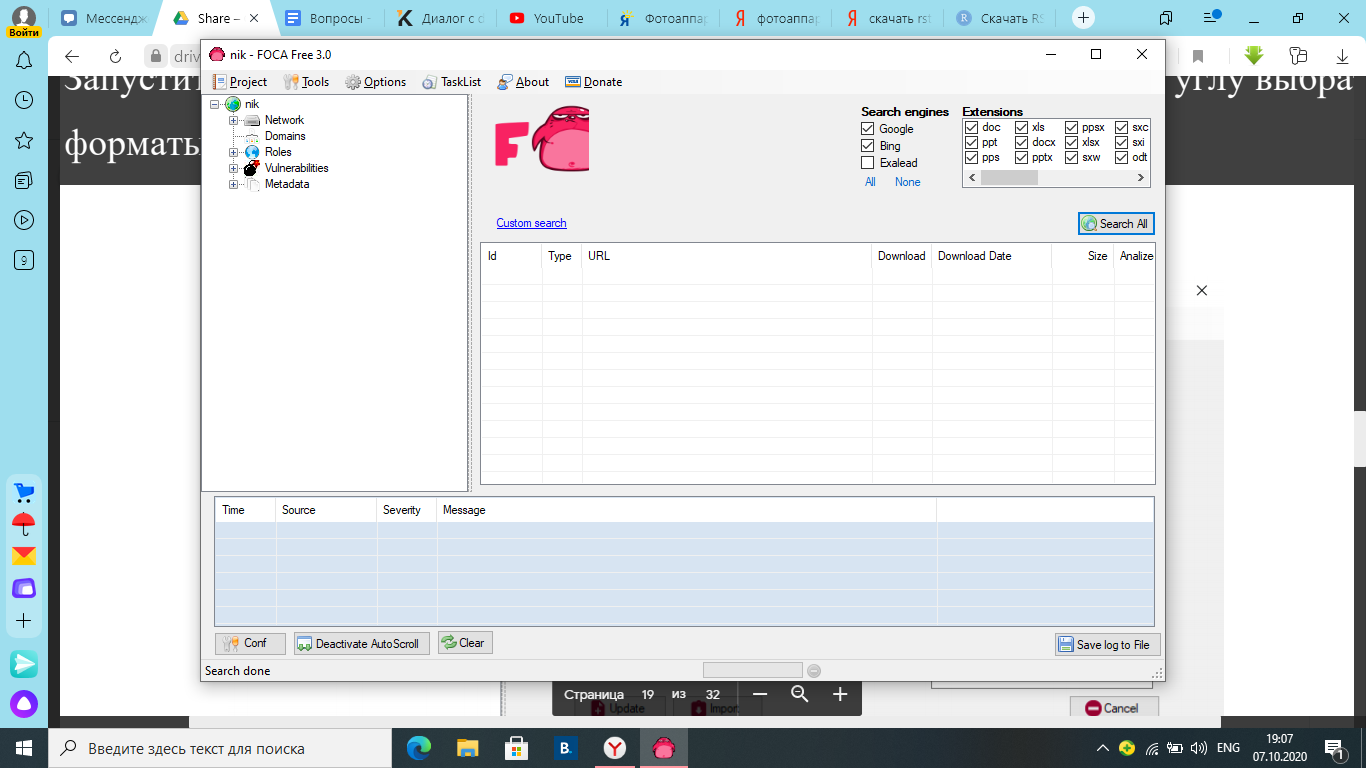 Войти
Мессендж
Share –
Вопросы -
Диалог с d
YouTube
Фотоаппар
фотоаппар
скачать rst
Скачать RS
driv
nik - FOCA Free 3.0
Запустит
углу выбра
форматы
Project Tools Options TaskList About Donate
nik
Network
Domains
Roles
Vulnerabilities
Metadata
F
Search engines
Google
Bing
Exalead
All None
Extensions
doc xls ppsx sxc
ppt docx xlsx sxi
pps pptx sxw odt
Custom search
Search All
Id Type URL Download Download Date Size Analize
Time Source Severity Message
Conf
Deactivate AutoScroll
Clear
Save log to File
Search done
Страница 19 из 32
Update
Import
Cancel
9
Введите здесь текст для поиска
B.
ENG
19:07
07.10.2020
1